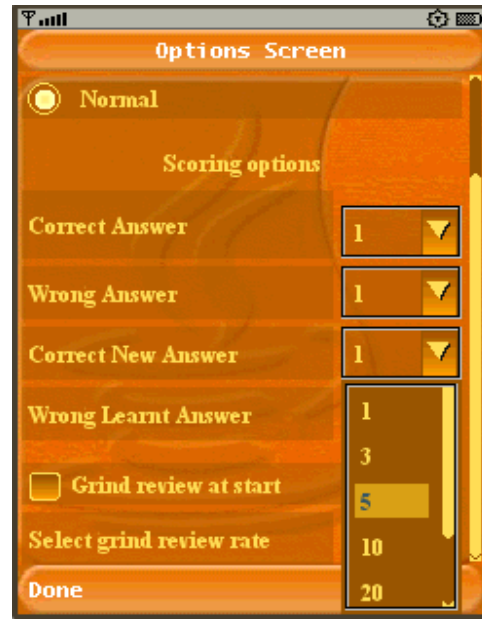 Options Screen
Normal
Scoring options
Correct Answer 1
Wrong Answer 1
Correct New Answer 1
Wrong Learnt Answer
1
3
5
10
20
Grind review at start
Select grind review rate
Done